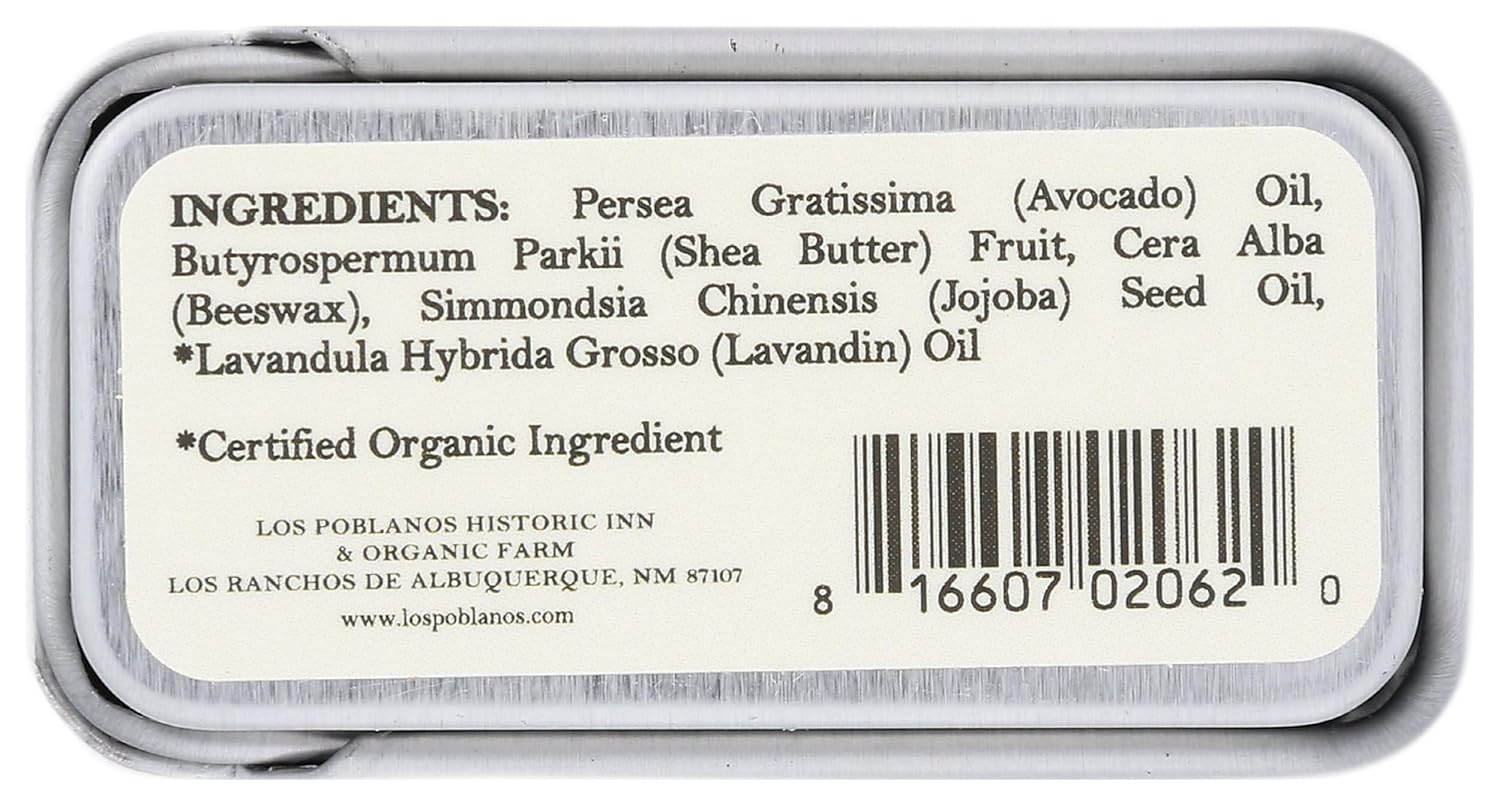 INGREDIENTS: Persea Gratissima (Avocado) Oil,
Butyrospermum Parkii (Shea Butter) Fruit, Cera Alba
(Beeswax), Simmondsia Chinensis (Jojoba) Seed Oil,
*Lavandula Hybrida Grosso (Lavandin) Oil
*Certified Organic Ingredient
LOS POBLANOS HISTORIC INN
& ORGANIC FARM
LOS RANCHOS DE ALBUQUERQUE, NM 87107
www.lospoblanos.com
8 16607 02062 0